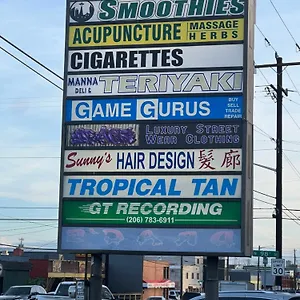 SMOOTHIES
ACUPUNCTURE MASSAGE HERBS
CIGARETTES
MANNA DELI & TERIYAKI
GAME GURUS BUY SELL TRADE REPAIR
LUXURY STREET WEAR CLOTHING
Sunny's HAIR DESIGN 髮廊
TROPICAL TAN
GT RECORDING
(206) 783-6911
30